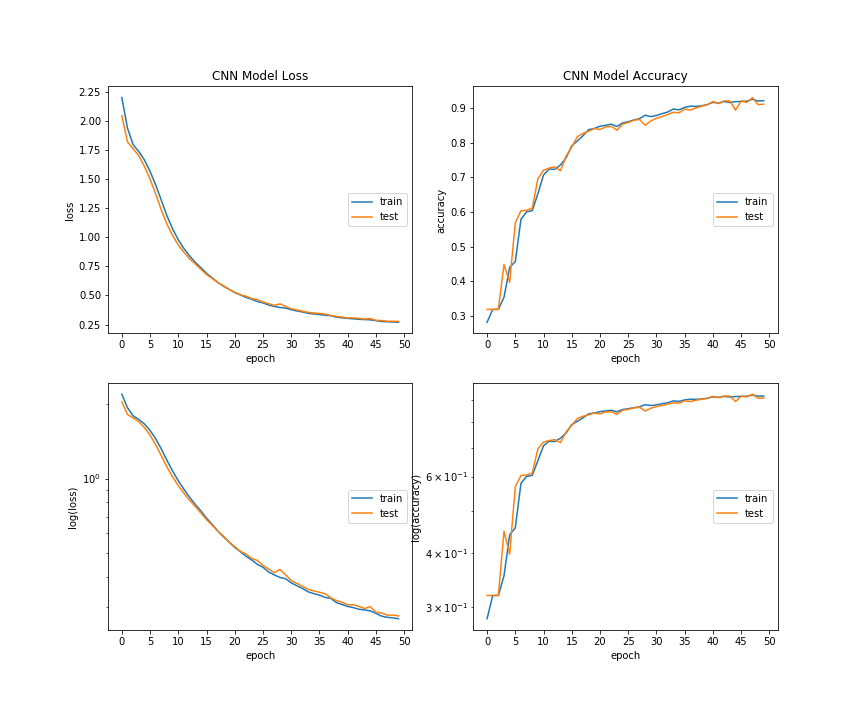 CNN Model Loss
2.25
2.00
1.75
1.50
1.25
1.00
0.75
0.50
0.25
loss
train
test
0 5 10 15 20 25 30 35 40 45 50
epoch
CNN Model Accuracy
0.9
0.8
0.7
0.6
0.5
0.4
0.3
accuracy
train
test
0 5 10 15 20 25 30 35 40 45 50
epoch
10⁰
log(loss)
train
test
0 5 10 15 20 25 30 35 40 45 50
epoch
6 × 10⁻¹
4 × 10⁻¹
3 × 10⁻¹
log(accuracy)
train
test
0 5 10 15 20 25 30 35 40 45 50
epoch